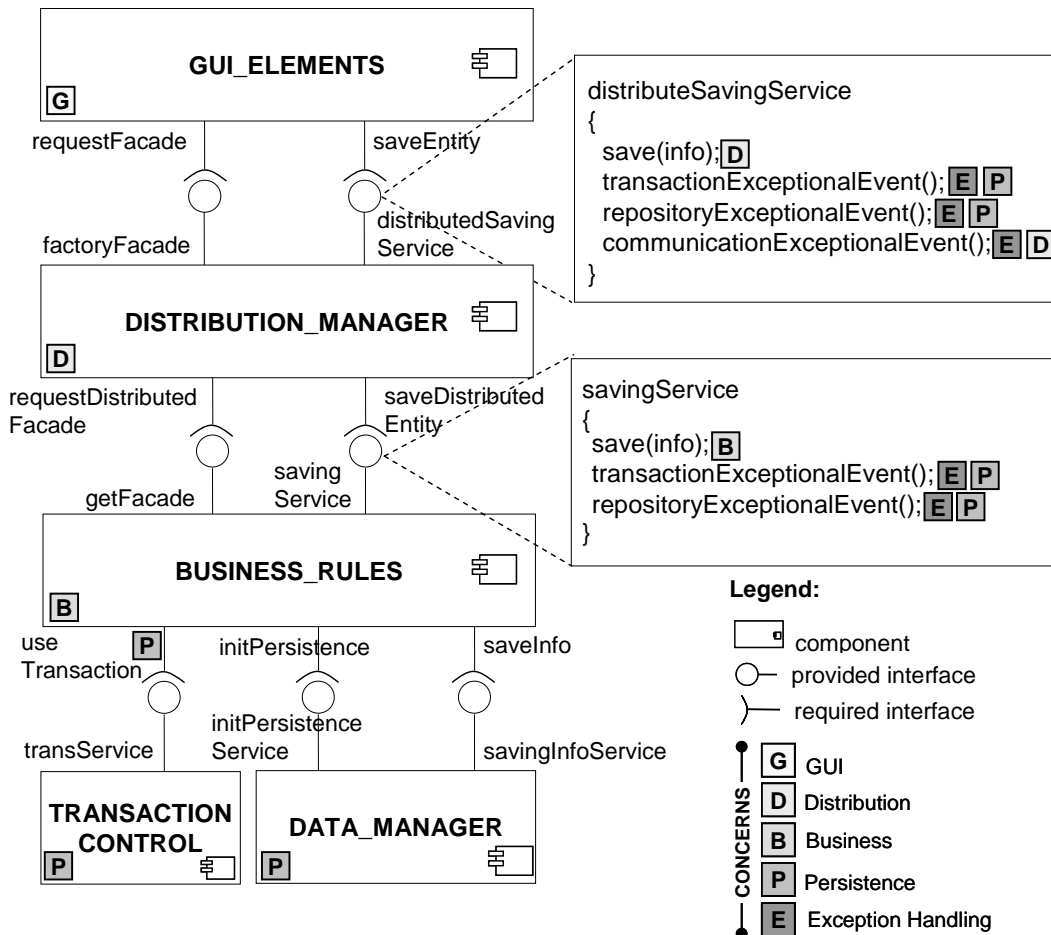 GUI_ELEMENTS
G
requestFacade
saveEntity
factoryFacade
distributedSaving
Service
distributeSavingService
{
save(info); D
transactionExceptionalEvent(); E P
repositoryExceptionalEvent(); E P
communicationExceptionalEvent(); E D
}
DISTRIBUTION_MANAGER
D
requestDistributed
Facade
saveDistributed
Entity
getFacade
saving
Service
savingService
{
save(info); B
transactionExceptionalEvent(); E P
repositoryExceptionalEvent(); E P
}
BUSINESS_RULES
B
use
Transaction
P
initPersistence
saveInfo
transService
initPersistence
Service
savingInfoService
TRANSACTION
CONTROL
P
DATA_MANAGER
P
Legend:
component
provided interface
required interface
CONCERNS
G GUI
D Distribution
B Business
P Persistence
E Exception Handling